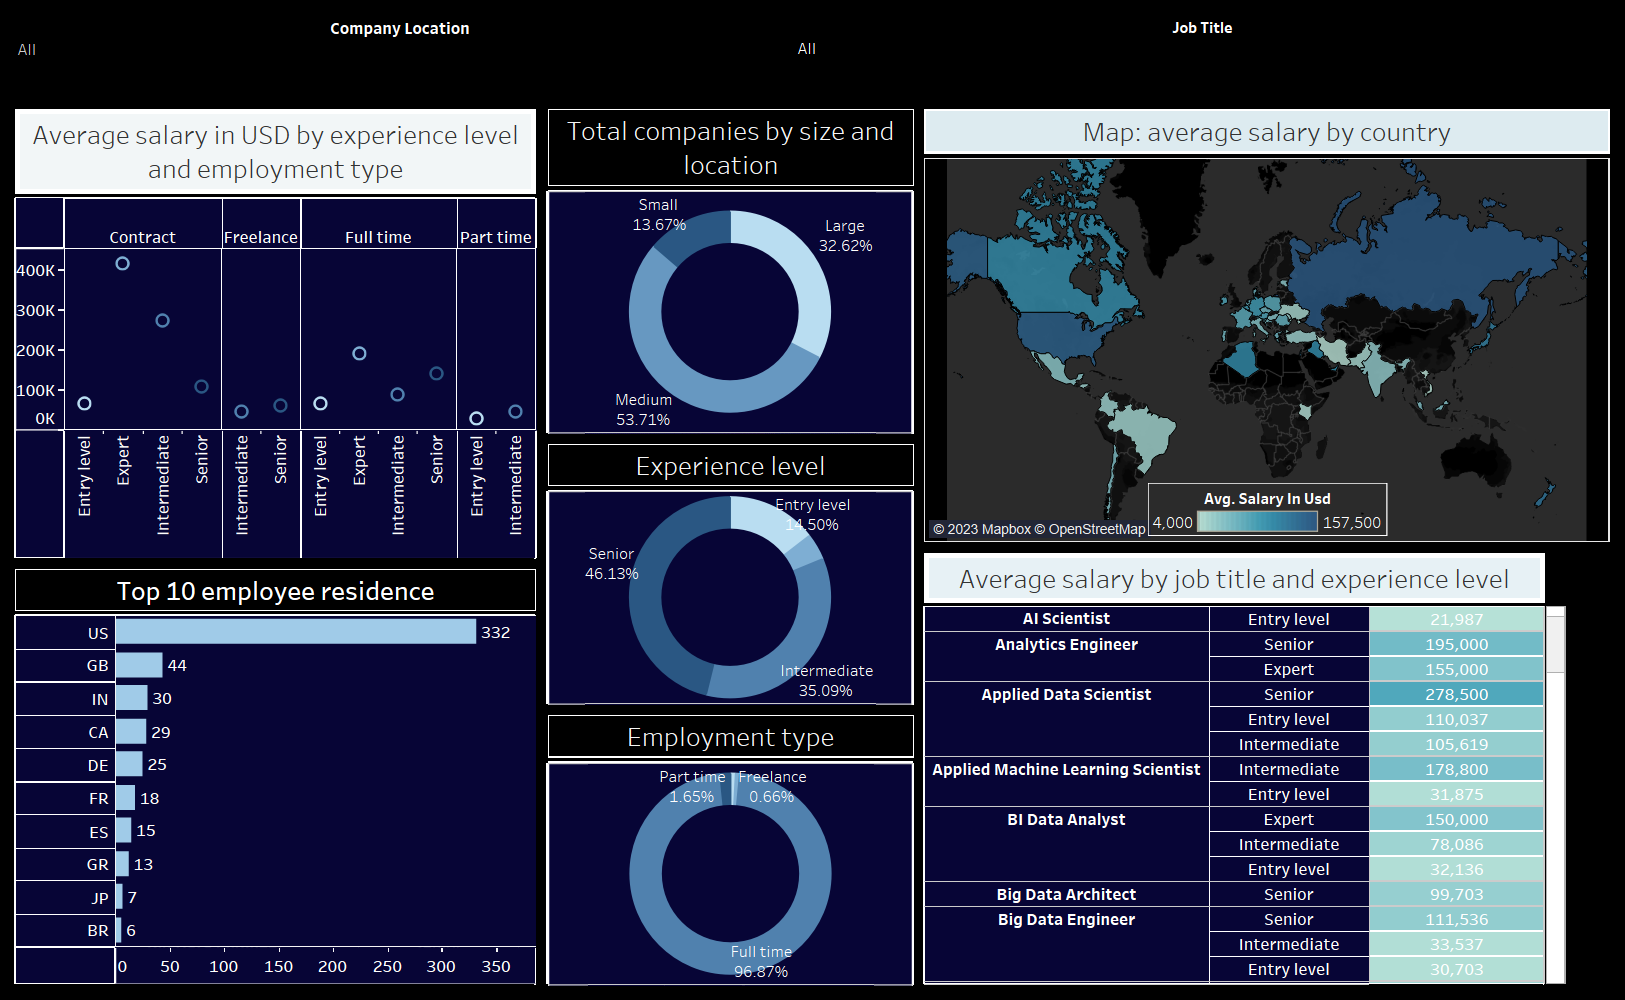 Company Location
Job Title
All
All
Average salary in USD by experience level
and employment type
Contract
Freelance
Full time
Part time
400K
300K
200K
100K
0K
Entry level
Expert
Intermediate
Senior
Intermediate
Senior
Entry level
Expert
Intermediate
Senior
Entry level
Intermediate
Top 10 employee residence
US 332
GB 44
IN 30
CA 29
DE 25
FR 18
ES 15
GR 13
JP 7
BR 6
0 50 100 150 200 250 300 350
Total companies by size and
location
Small
13.67%
Large
32.62%
Medium
53.71%
Experience level
Entry level
14.50%
Senior
46.13%
Intermediate
35.09%
Employment type
Part time
1.65%
Freelance
0.66%
Full time
96.87%
Map: average salary by country
Avg. Salary In Usd
4,000 157,500
© 2023 Mapbox © OpenStreetMap
Average salary by job title and experience level
AI Scientist Entry level 21,987
Analytics Engineer Senior 195,000
Expert 155,000
Applied Data Scientist Senior 278,500
Entry level 110,037
Intermediate 105,619
Applied Machine Learning Scientist Intermediate 178,800
Entry level 31,875
BI Data Analyst Expert 150,000
Intermediate 78,086
Entry level 32,136
Big Data Architect Senior 99,703
Big Data Engineer Senior 111,536
Intermediate 33,537
Entry level 30,703